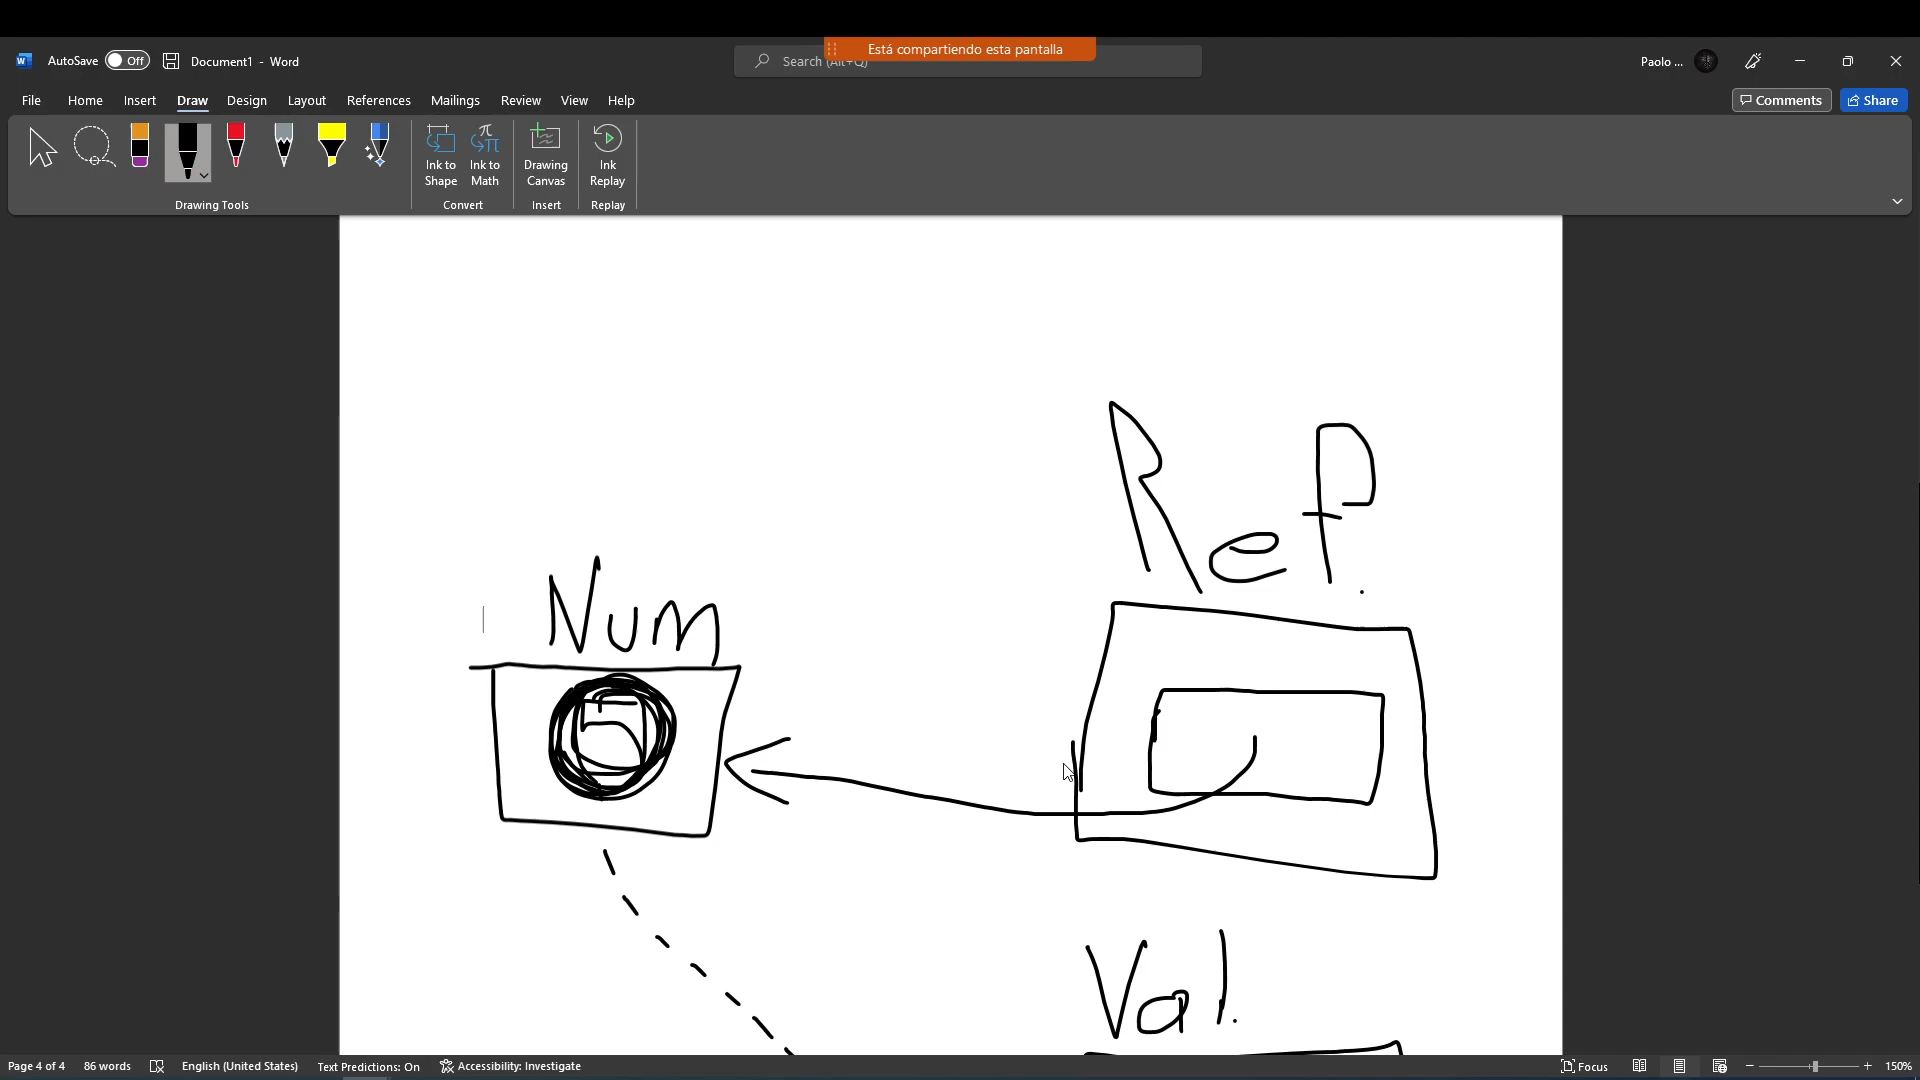 Está compartiendo esta pantalla
AutoSave Off Document1 - Word
Search (Alt+Q)
Paolo ...
File Home Insert Draw Design Layout References Mailings Review View Help
Comments Share
Ink to Shape
Ink to Math
Drawing Canvas
Ink Replay
Drawing Tools Convert Insert Replay
Ref.
Num
5
Val.
Page 4 of 4 86 words English (United States) Text Predictions: On Accessibility: Investigate Focus 150%